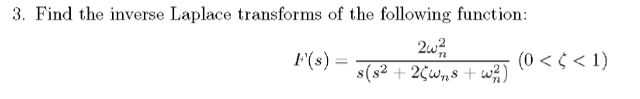 3. Find the inverse Laplace transforms of the following function:
F(s) = 2ω_n^2 / s(s^2 + 2ζω_n s + ω_n^2) (0 < ζ < 1)